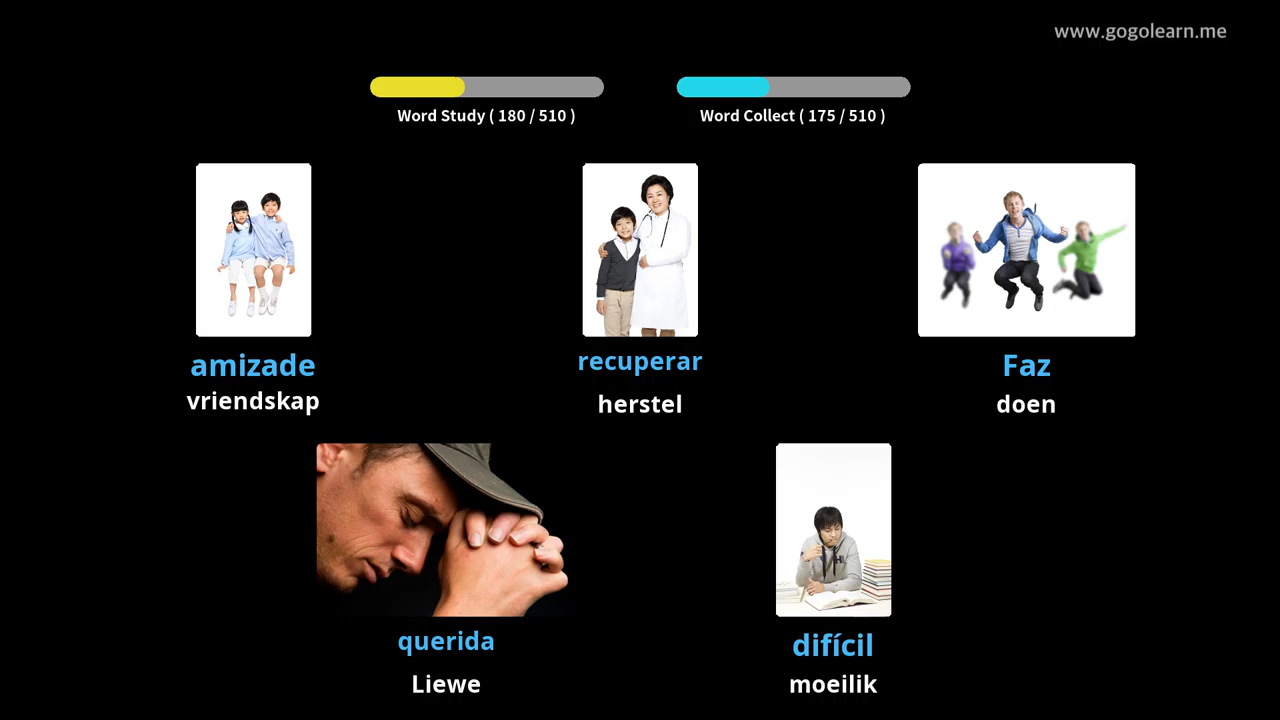 www.gogolearn.me
Word Study ( 180 / 510 )
Word Collect ( 175 / 510 )
amizade
vriendskap
recuperar
herstel
Faz
doen
querida
Liewe
difícil
moeilik